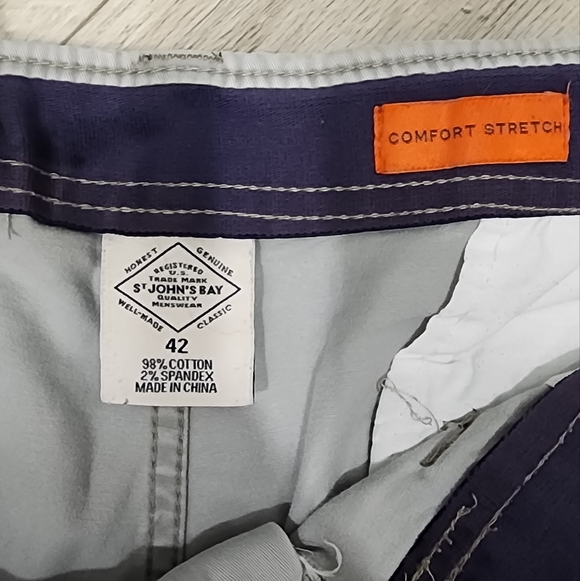 COMFORT STRETCH
HONEST
GENUINE
REGISTERED
U.S.
TRADE MARK
ST JOHN'S BAY
QUALITY
MENSWEAR
WELL-MADE
CLASSIC
42
98% COTTON
2% SPANDEX
MADE IN CHINA